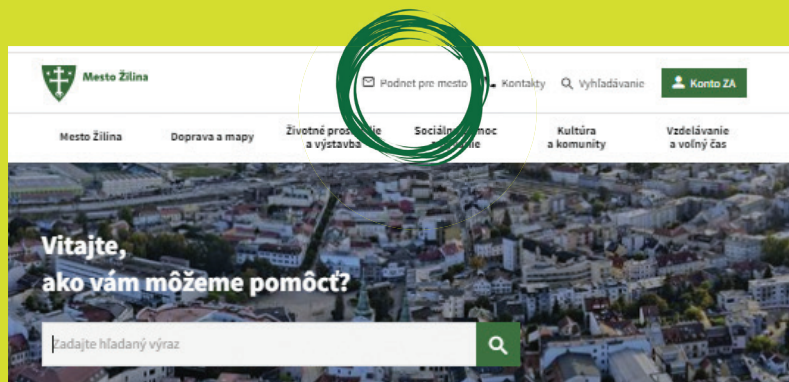 Mesto Žilina
Podnet pre mesto
Kontakty
Vyhľadávanie
Konto ZA
Mesto Žilina
Doprava a mapy
Životné
a výstavba
Sociálna
Kultúra
a komunity
Vzdelávanie
a voľný čas
Vitajte,
ako vám môžeme pomôcť?
Zadajte hľadaný výraz